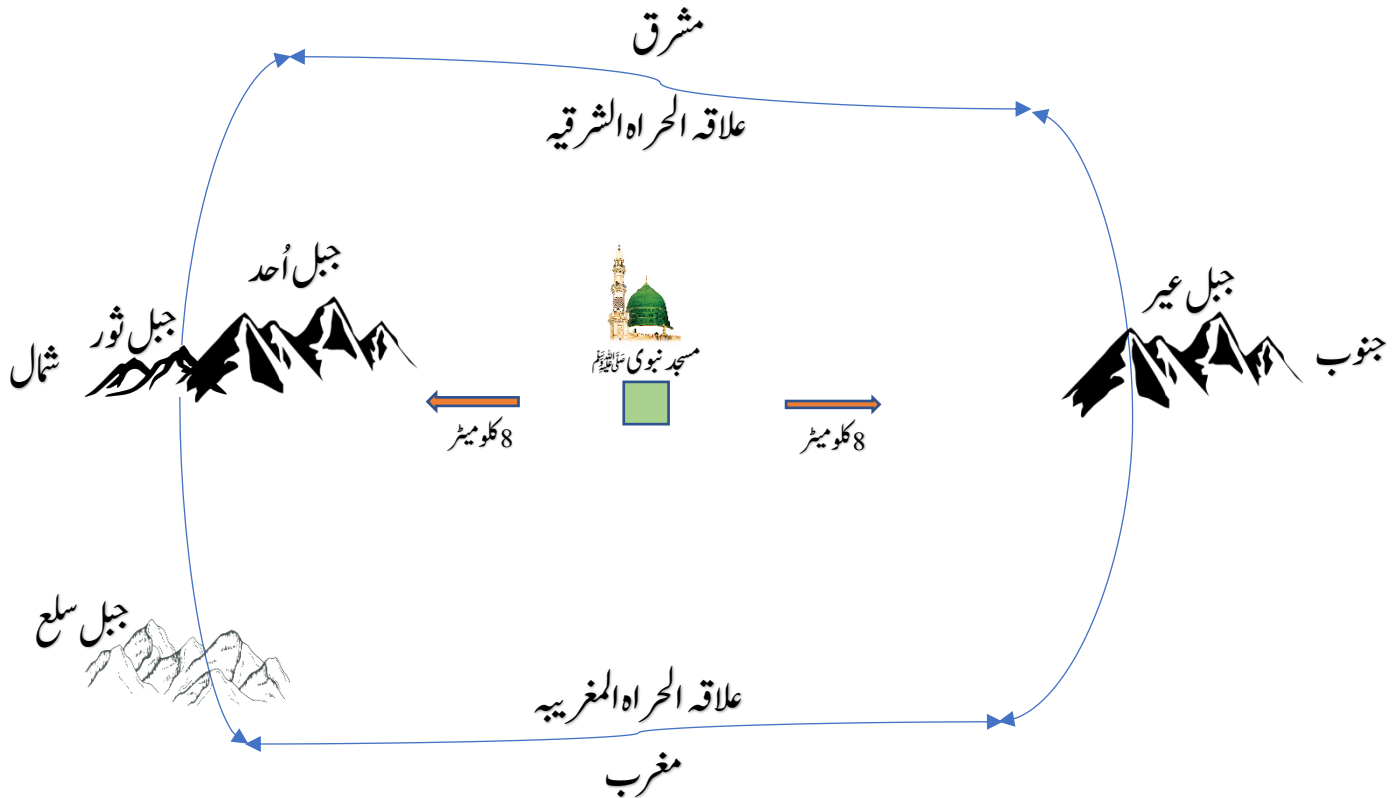 مشرق
علاقہ الحراہ الشرقیہ
جبل اُحد
جبل عیر
جبل ثور
شمال
جنوب
مسجد نبوی ﷺ
8 کلومیٹر
8 کلومیٹر
جبل سلع
علاقہ الحراہ المغریبہ
مغرب